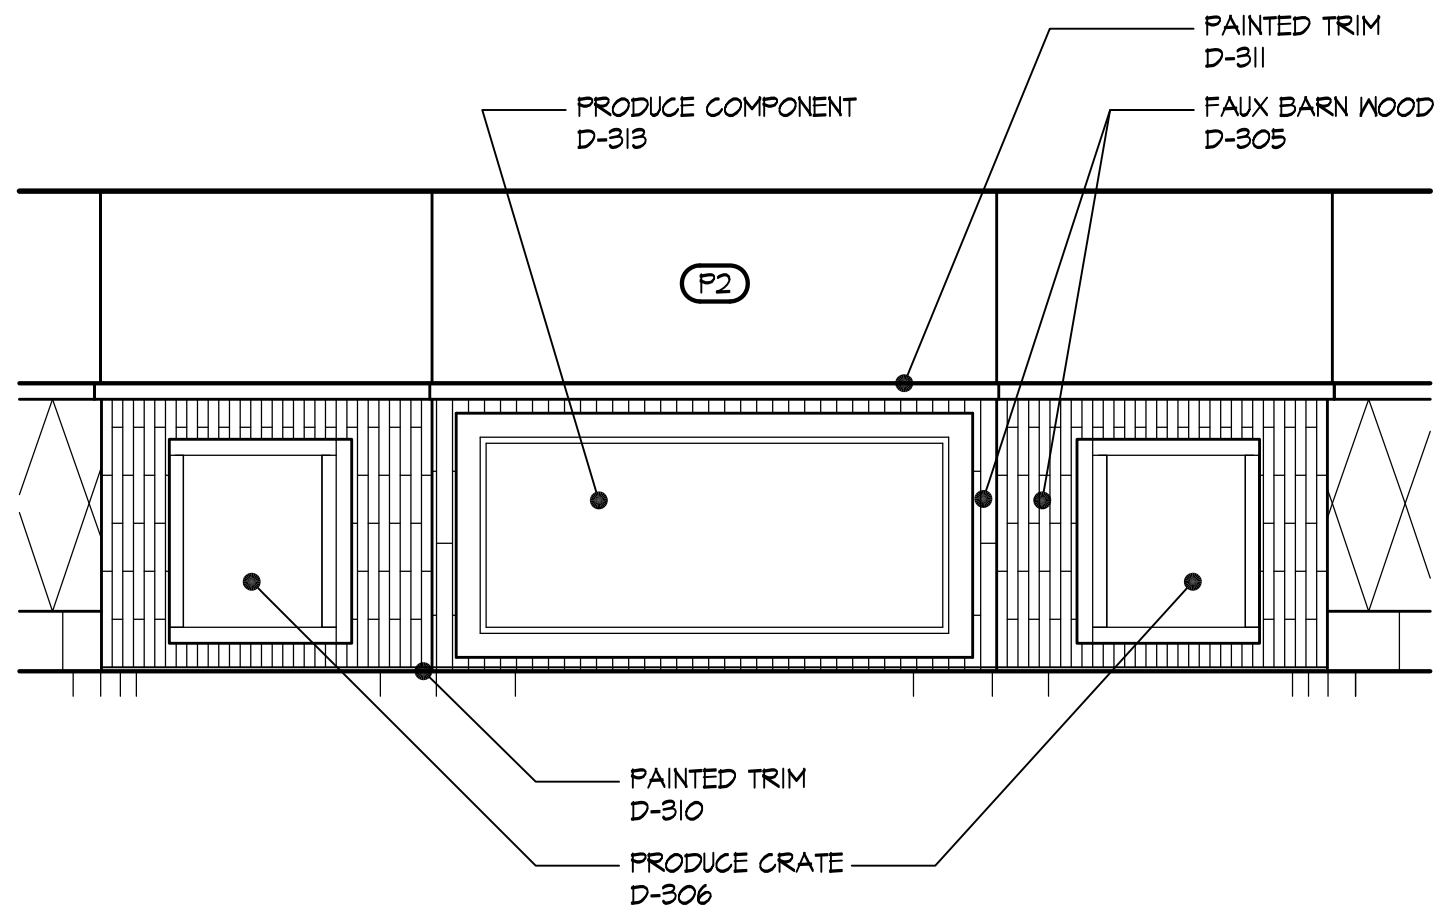 PAINTED TRIM
D-311
PRODUCE COMPONENT
D-313
FAUX BARN WOOD
D-305
P2
PAINTED TRIM
D-310
PRODUCE CRATE
D-306